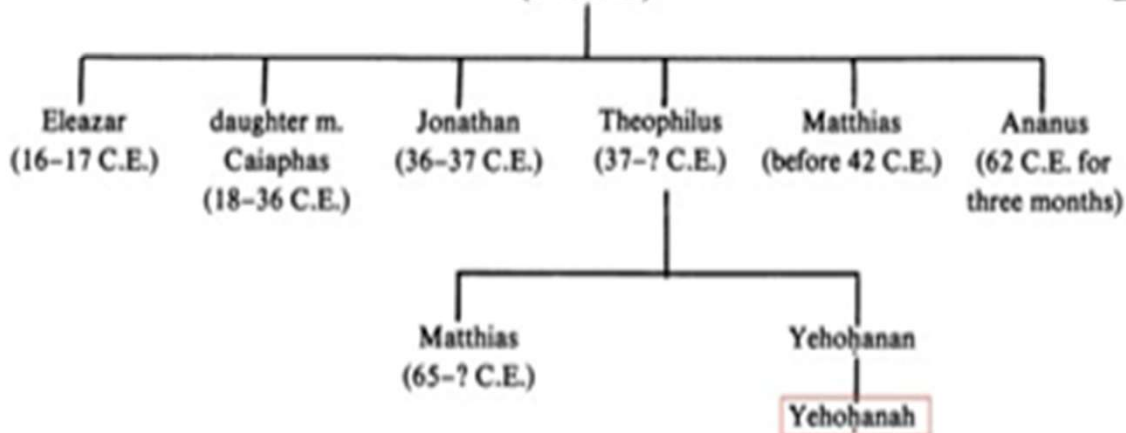 Eleazar daughter m. Jonathan Theophilus Matthias Ananus
(16–17 C.E.) Caiaphas (36–37 C.E.) (37–? C.E.) (before 42 C.E.) (62 C.E. for
(18–36 C.E.) three months)
Matthias Yehoḥanan
(65–? C.E.)
Yehoḥanah